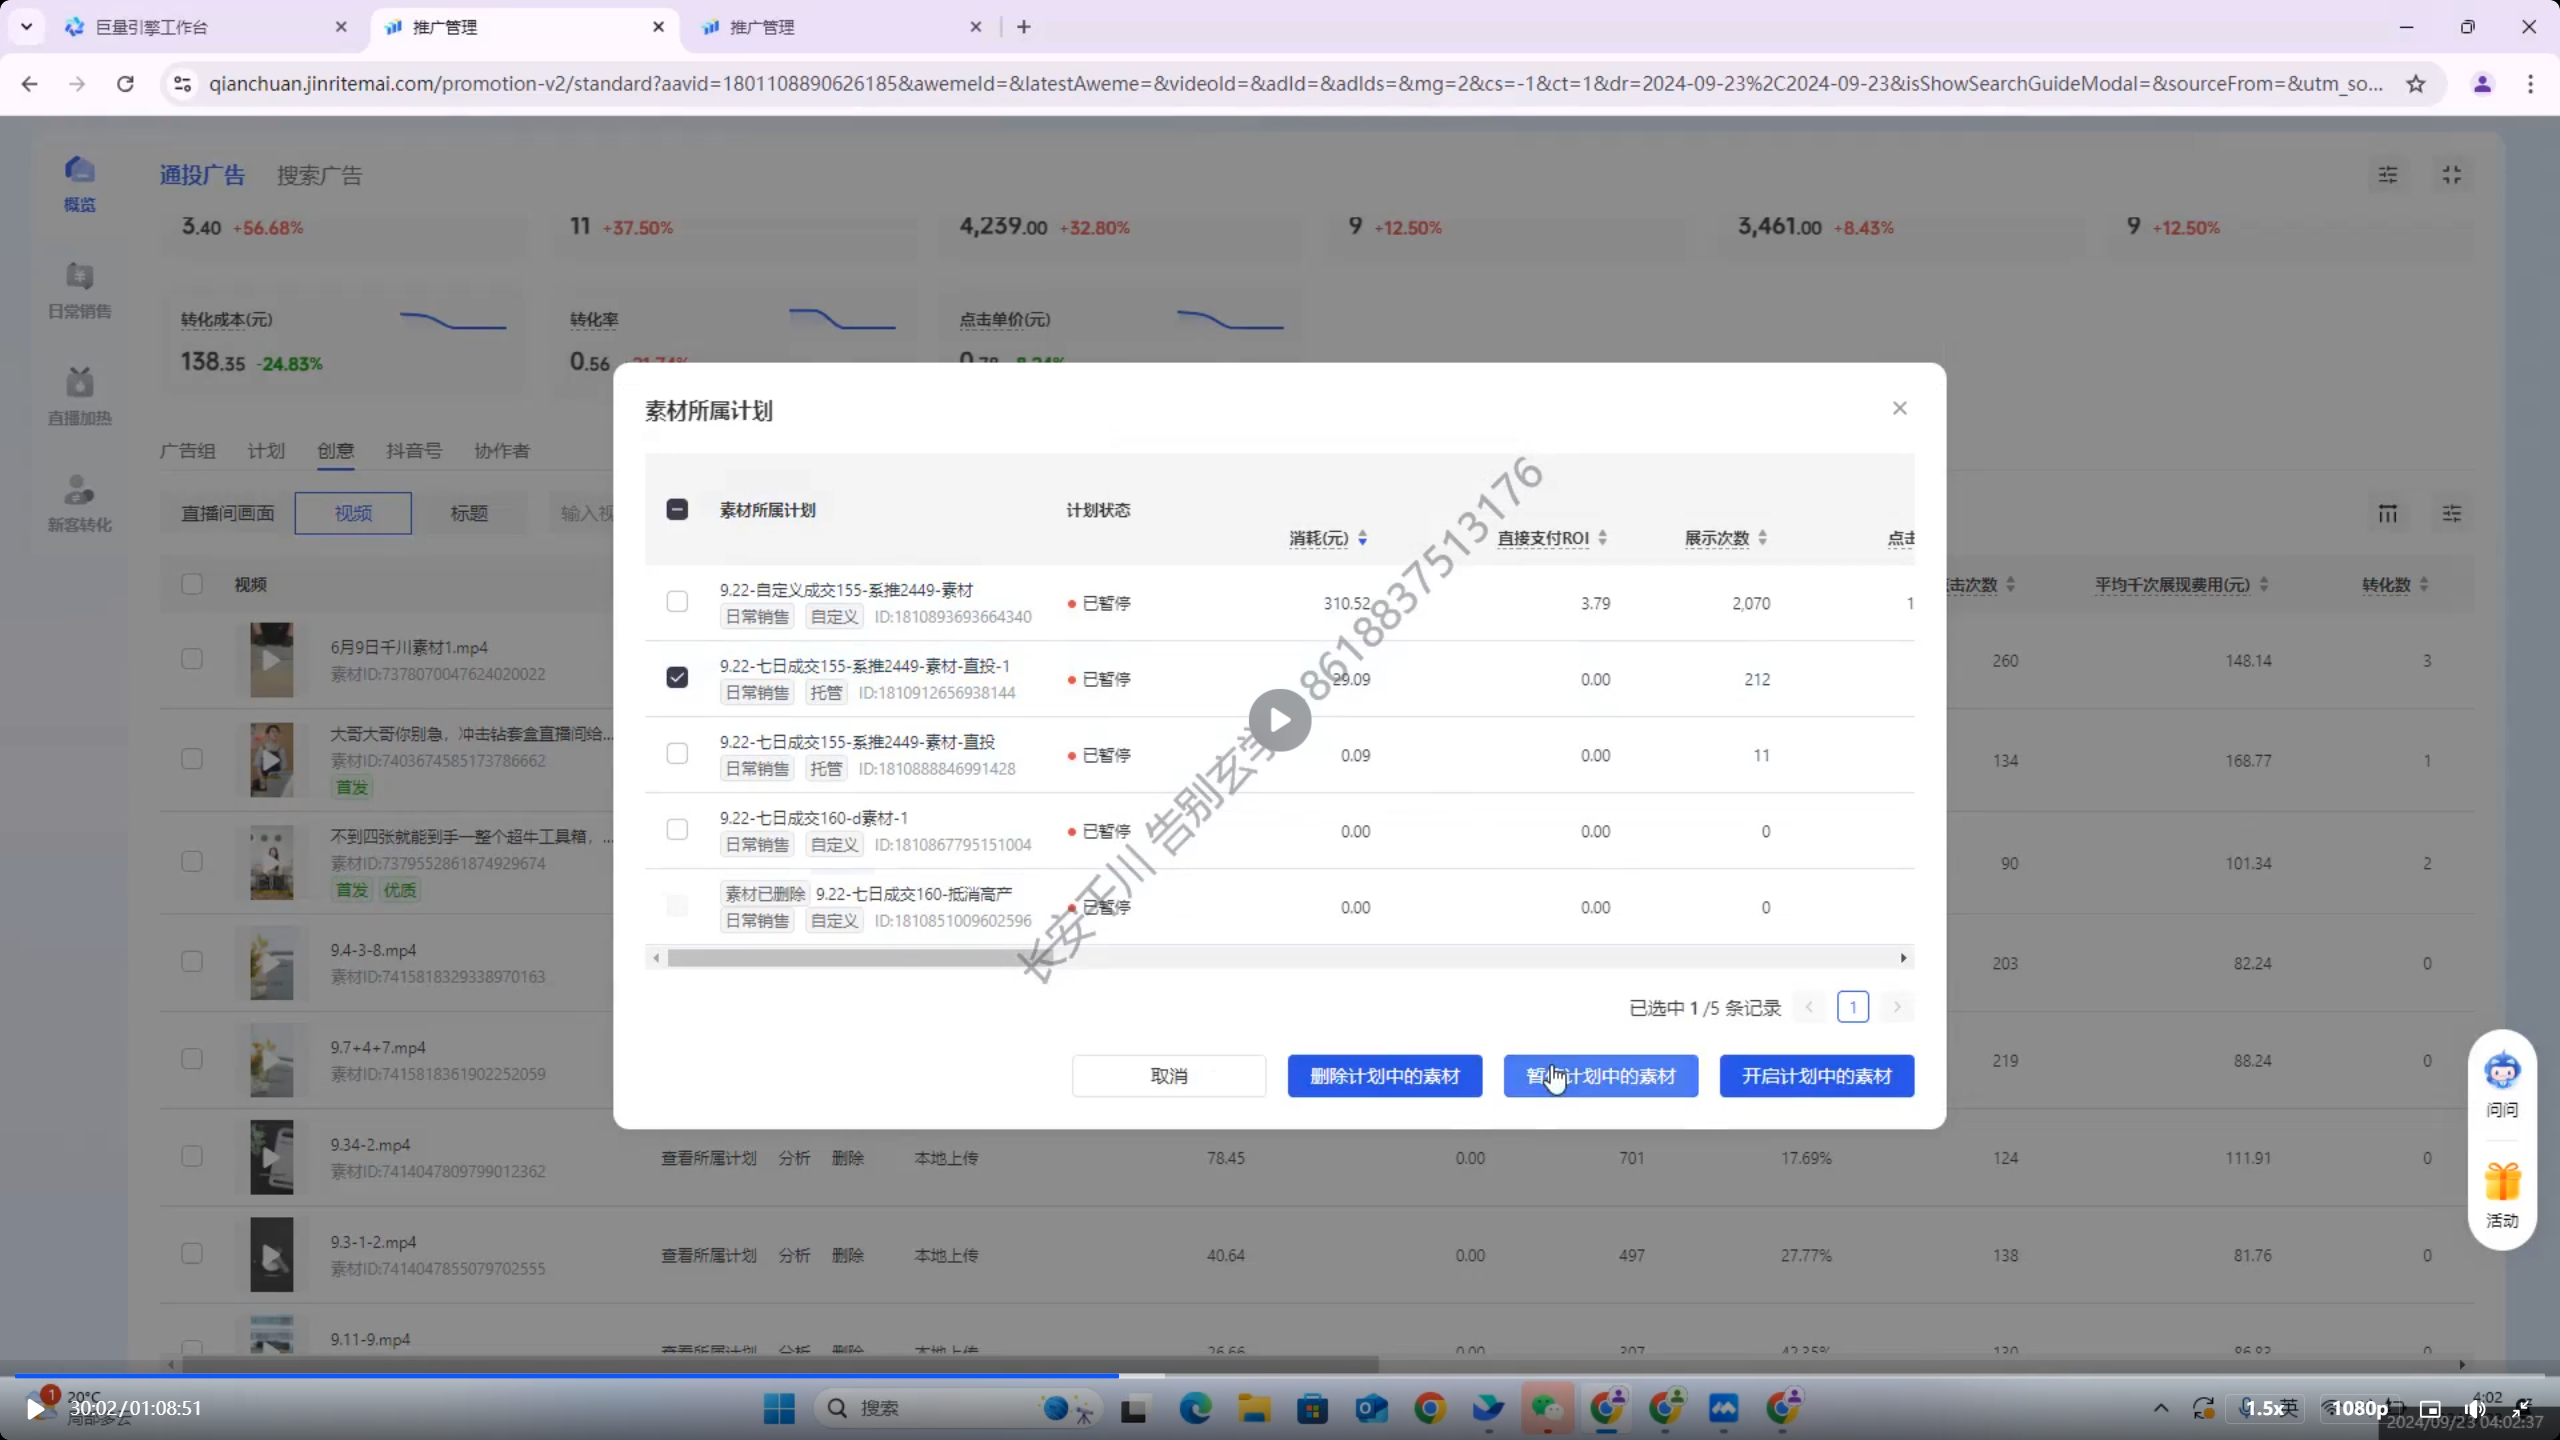 巨量引擎工作台
推广管理
推广管理
qianchuan.jinritemai.com/promotion-v2/standard?aavid=1801108890626185&awemeId=&latestAweme=&videoId=&adId=&adIds=&mg=2&cs=-1&ct=1&dr=2024-09-23%2C2024-09-23&isShowSearchGuideModal=&sourceFrom=&utm_so...
概览
日常销售
直播加热
新客转化
通投广告 搜索广告
3.40 +56.68% 11 +37.50% 4,239.00 +32.80% 9 +12.50% 3,461.00 +8.43% 9 +12.50%
转化成本(元) 转化率 点击单价(元)
138.35 -24.83% 0.56
广告组 计划 创意 抖音号 协作者
直播间画面 视频 标题 输入视
视频 击次数 平均千次展现费用(元) 转化数
6月9日千川素材1.mp4
素材ID:7378070047624020022
260 148.14 3
大哥大哥你别急，冲击钻套盒直播间给...
素材ID:7403674585173786662
首发
134 168.77 1
不到四张就能到手一整个超牛工具箱，...
素材ID:7379552861874929674
首发 优质
90 101.34 2
9.4-3-8.mp4
素材ID:7415818329338970163
203 82.24 0
9.7+4+7.mp4
素材ID:7415818361902252059
219 88.24 0
9.34-2.mp4
素材ID:7414047809799012362
查看所属计划 分析 删除 本地上传 78.45 0.00 701 17.69% 124 111.91 0
9.3-1-2.mp4
素材ID:7414047855079702555
查看所属计划 分析 删除 本地上传 40.64 0.00 497 27.77% 138 81.76 0
9.11-9.mp4
素材所属计划
素材所属计划 计划状态 消耗(元) 直接支付ROI 展示次数 点击
9.22-自定义成交155-系推2449-素材
日常销售 自定义 ID:1810893693664340
已暂停 310.52 3.79 2,070 1
9.22-七日成交155-系推2449-素材-直投-1
日常销售 托管 ID:1810912656938144
已暂停 29.09 0.00 212
9.22-七日成交155-系推2449-素材-直投
日常销售 托管 ID:1810888846991428
已暂停 0.09 0.00 11
9.22-七日成交160-d素材-1
日常销售 自定义 ID:1810867795151004
已暂停 0.00 0.00 0
素材已删除 9.22-七日成交160-抵消高产
日常销售 自定义 ID:1810851009602596
已暂停 0.00 0.00 0
已选中 1 /5 条记录 1
取消 删除计划中的素材 暂停计划中的素材 开启计划中的素材
长安千川 告别玄学 8618837513176
问问
活动
20°C
30:02/01:08:51
搜索
1.5x
英
1080p
4:02
2024/09/23 04:02:37